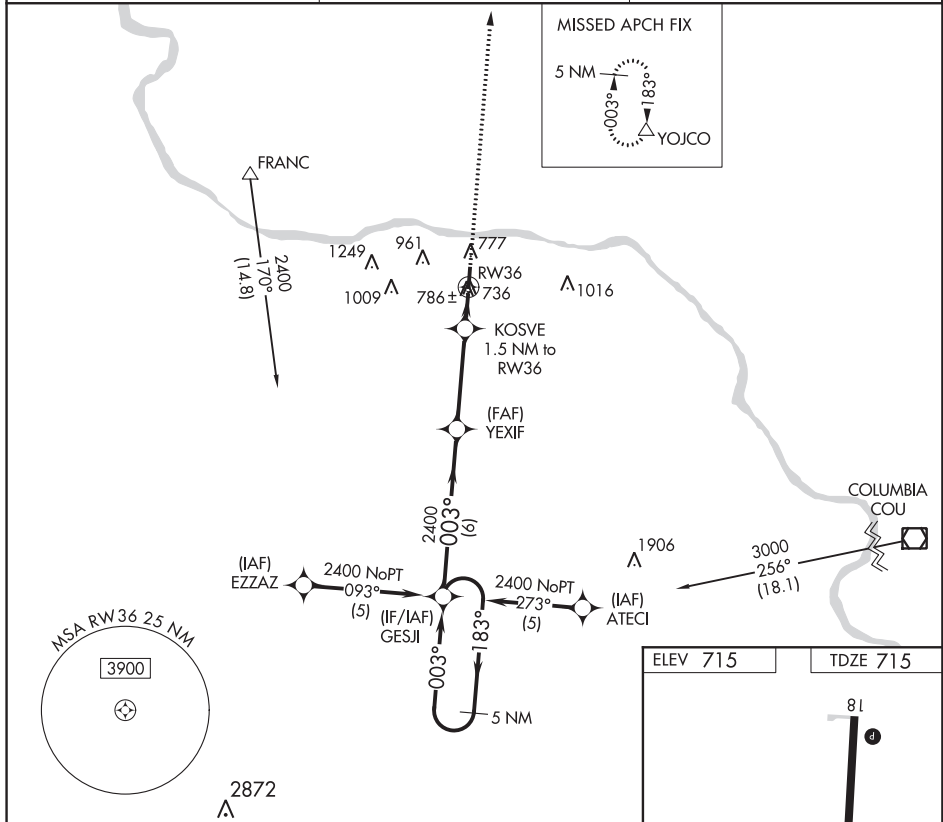 MISSED APCH FIX
5 NM
003°
183°
YOJCO
FRANC
2400
170°
(14.8)
1249
961
777
1009
786±
RW36
736
1016
KOSVE
1.5 NM to
RW36
(FAF)
YEXIF
2400
003°
(6)
COLUMBIA
COU
3000
256°
(18.1)
1906
(IAF)
EZZAZ
2400 NoPT
093°
(5)
(IF/IAF)
GESJI
2400 NoPT
273°
(5)
(IAF)
ATECI
003°
183°
5 NM
MSA RW36 25 NM
3900
2872
ELEV 715
TDZE 715
18
P